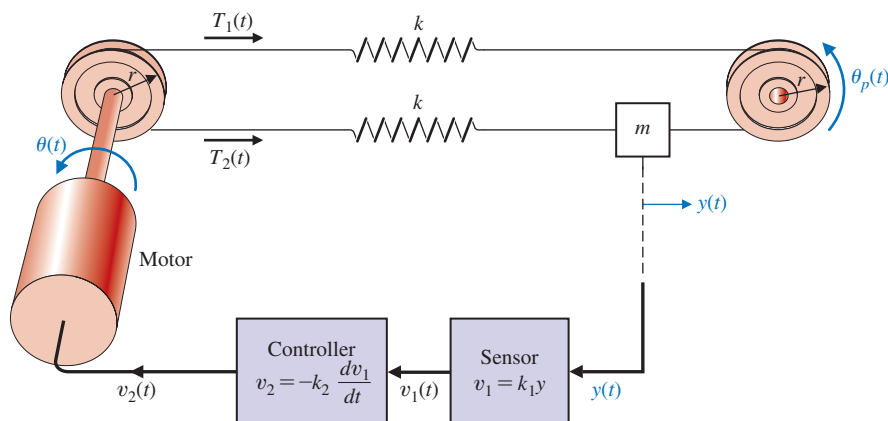 T₁(t)
k
r
r
θₚ(t)
k
m
T₂(t)
θ(t)
y(t)
Motor
Controller
v₂ = −k₂ dv₁/dt
Sensor
v₁ = k₁y
v₂(t)
v₁(t)
y(t)